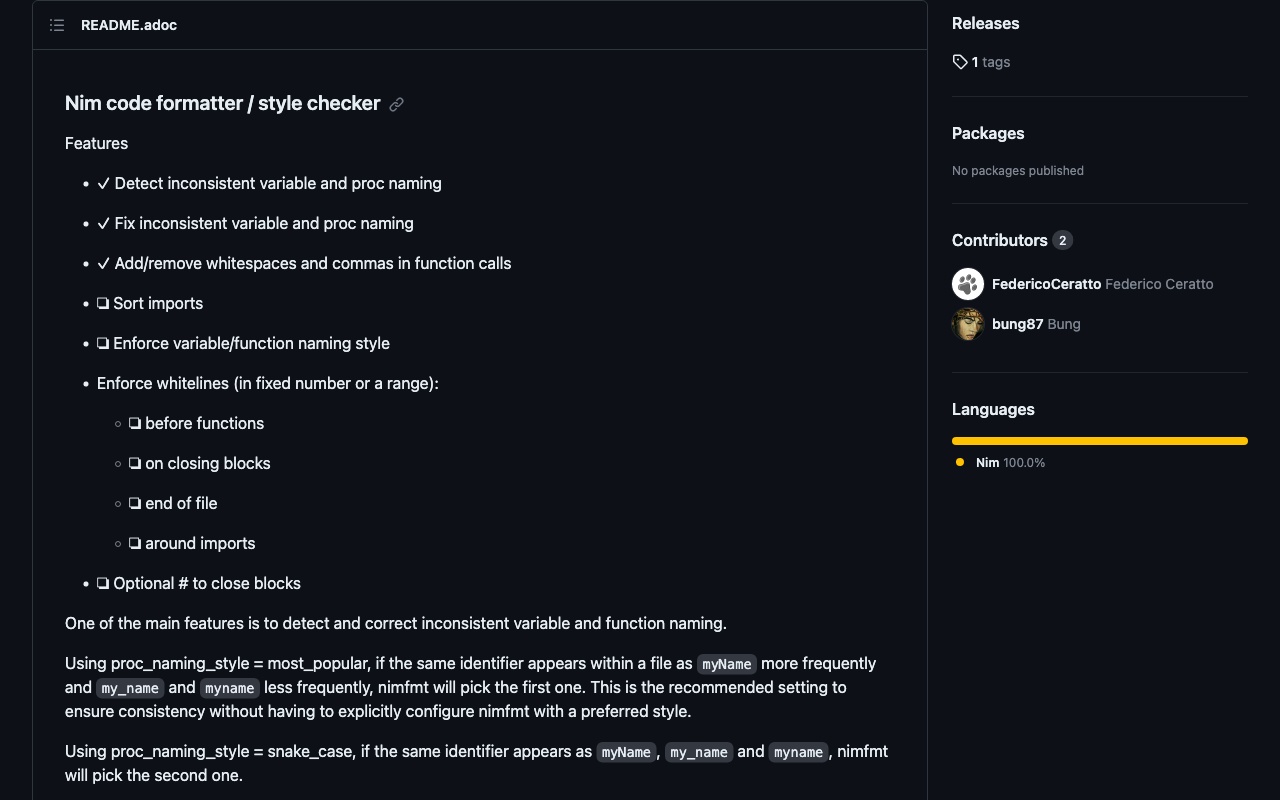 README.adoc
Nim code formatter / style checker
Features
✓ Detect inconsistent variable and proc naming
✓ Fix inconsistent variable and proc naming
✓ Add/remove whitespaces and commas in function calls
❏ Sort imports
❏ Enforce variable/function naming style
Enforce whitelines (in fixed number or a range):
❏ before functions
❏ on closing blocks
❏ end of file
❏ around imports
❏ Optional # to close blocks
One of the main features is to detect and correct inconsistent variable and function naming.
Using proc_naming_style = most_popular, if the same identifier appears within a file as myName more frequently
and my_name and myname less frequently, nimfmt will pick the first one. This is the recommended setting to
ensure consistency without having to explicitly configure nimfmt with a preferred style.
Using proc_naming_style = snake_case, if the same identifier appears as myName, my_name and myname, nimfmt
will pick the second one.
Releases
1 tags
Packages
No packages published
Contributors 2
FedericoCeratto Federico Ceratto
bung87 Bung
Languages
Nim 100.0%